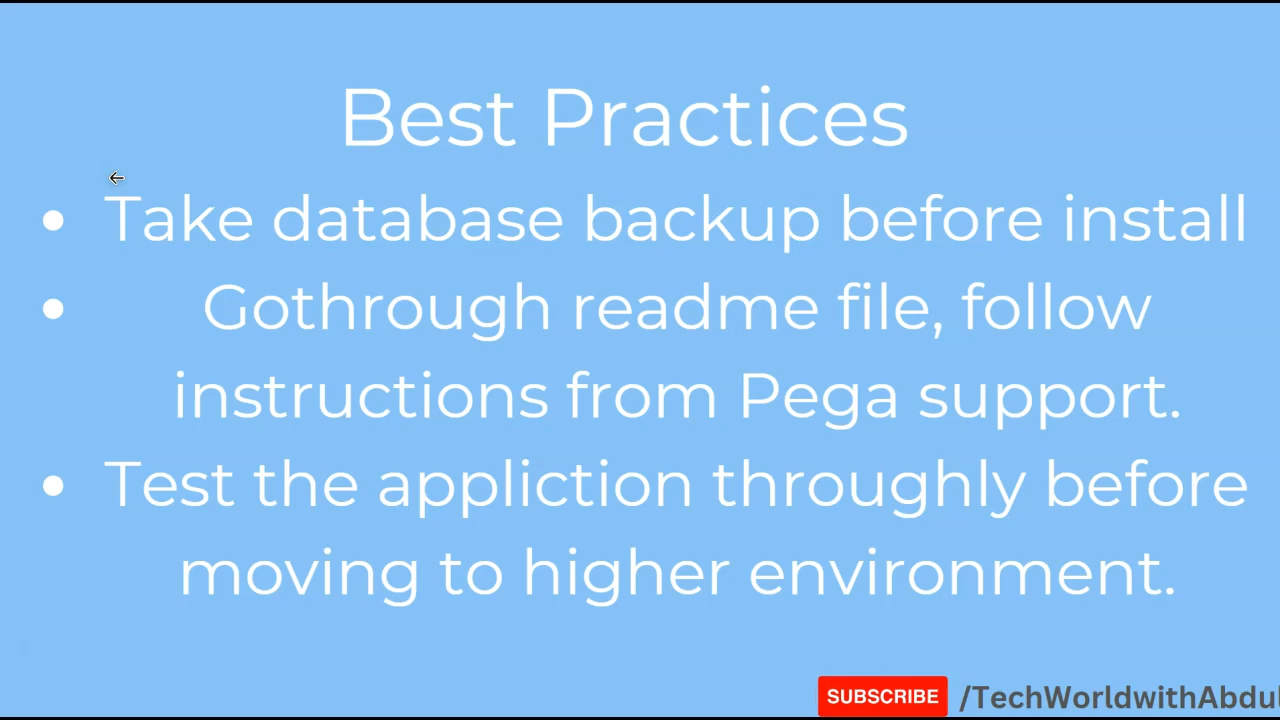 Best Practices
• Take database backup before install
• Gothrough readme file, follow
instructions from Pega support.
• Test the appliction throughly before
moving to higher environment.
SUBSCRIBE /TechWorldwithAbdul